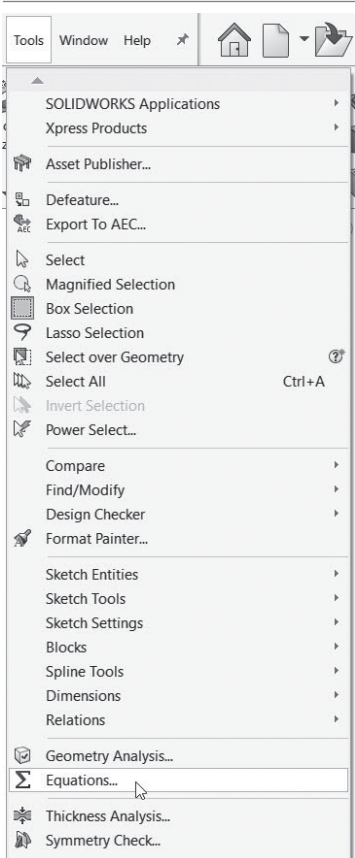 Tools Window Help
SOLIDWORKS Applications
Xpress Products
Asset Publisher...
Defeature...
Export To AEC...
Select
Magnified Selection
Box Selection
Lasso Selection
Select over Geometry
Select All Ctrl+A
Invert Selection
Power Select...
Compare
Find/Modify
Design Checker
Format Painter...
Sketch Entities
Sketch Tools
Sketch Settings
Blocks
Spline Tools
Dimensions
Relations
Geometry Analysis...
Equations...
Thickness Analysis...
Symmetry Check...